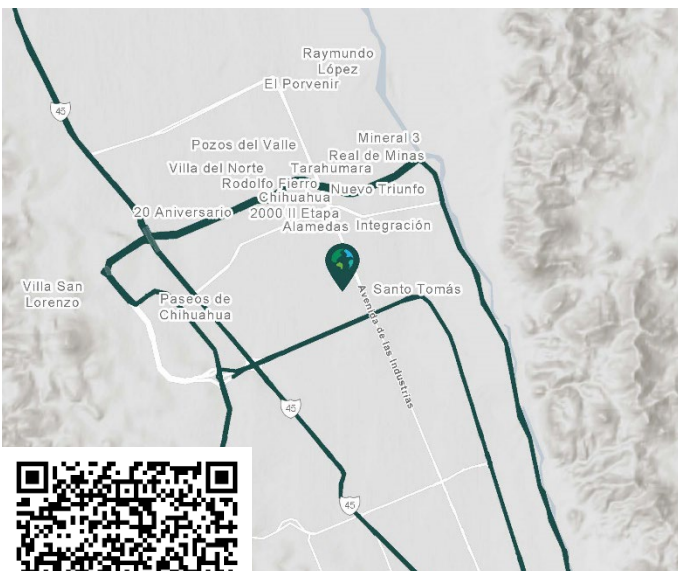 Raymundo
López
El Porvenir
45
Mineral 3
Pozos del Valle
Real de Minas
Villa del Norte
Tarahumara
Rodolfo Fierro
Nuevo Triunfo
Chihuahua
20 Aniversario
2000 II Etapa
Alamedas
Integración
Villa San
Lorenzo
Paseos de
Chihuahua
Santo Tomás
Avenida de las Industrias
45
45